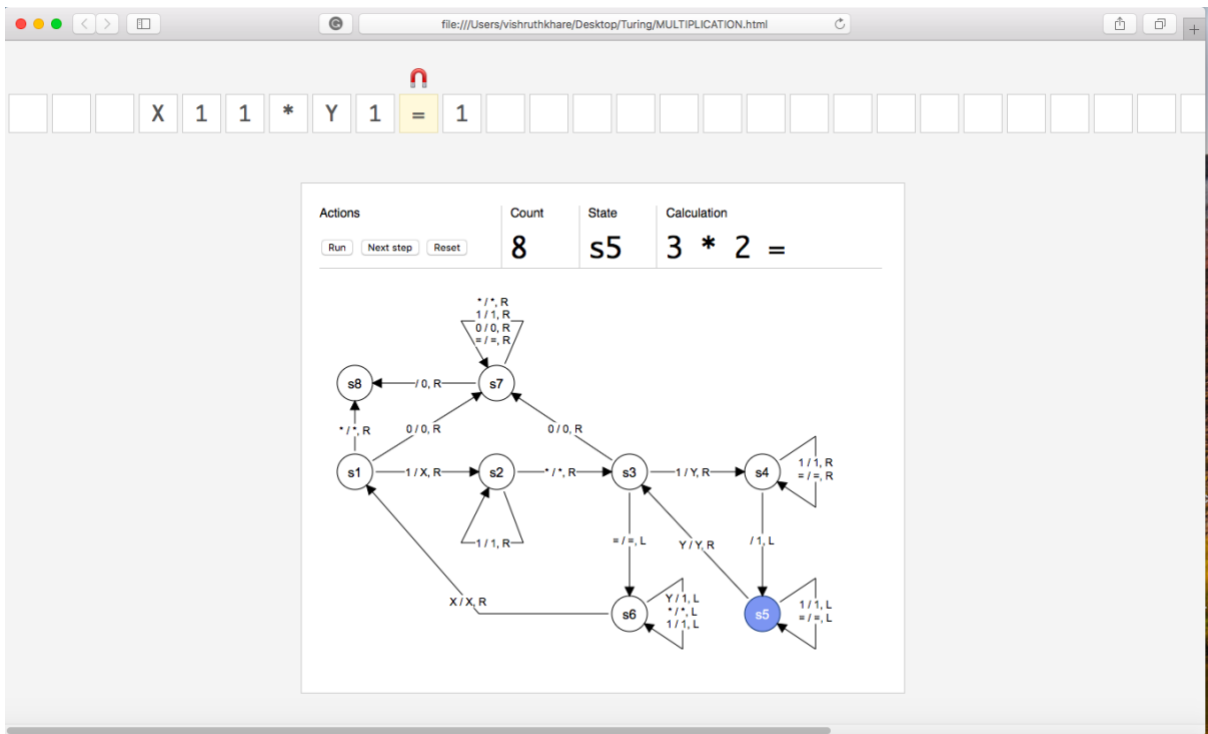 file:///Users/vishruthkhare/Desktop/Turing/MULTIPLICATION.html
X 1 1 * Y 1 = 1
Actions Count State Calculation
Run Next step Reset 8 s5 3 * 2 =
* / *, R
1 / 1, R
0 / 0, R
= / =, R
s8 / 0, R s7
* / *, R 0 / 0, R 0 / 0, R
s1 1 / X, R s2 * / *, R s3 1 / Y, R s4 1 / 1, R
= / =, R
1 / 1, R = / =, L Y / Y, R / 1, L
X / X, R s6 Y / 1, L
* / *, L
1 / 1, L
s5 1 / 1, L
= / =, L